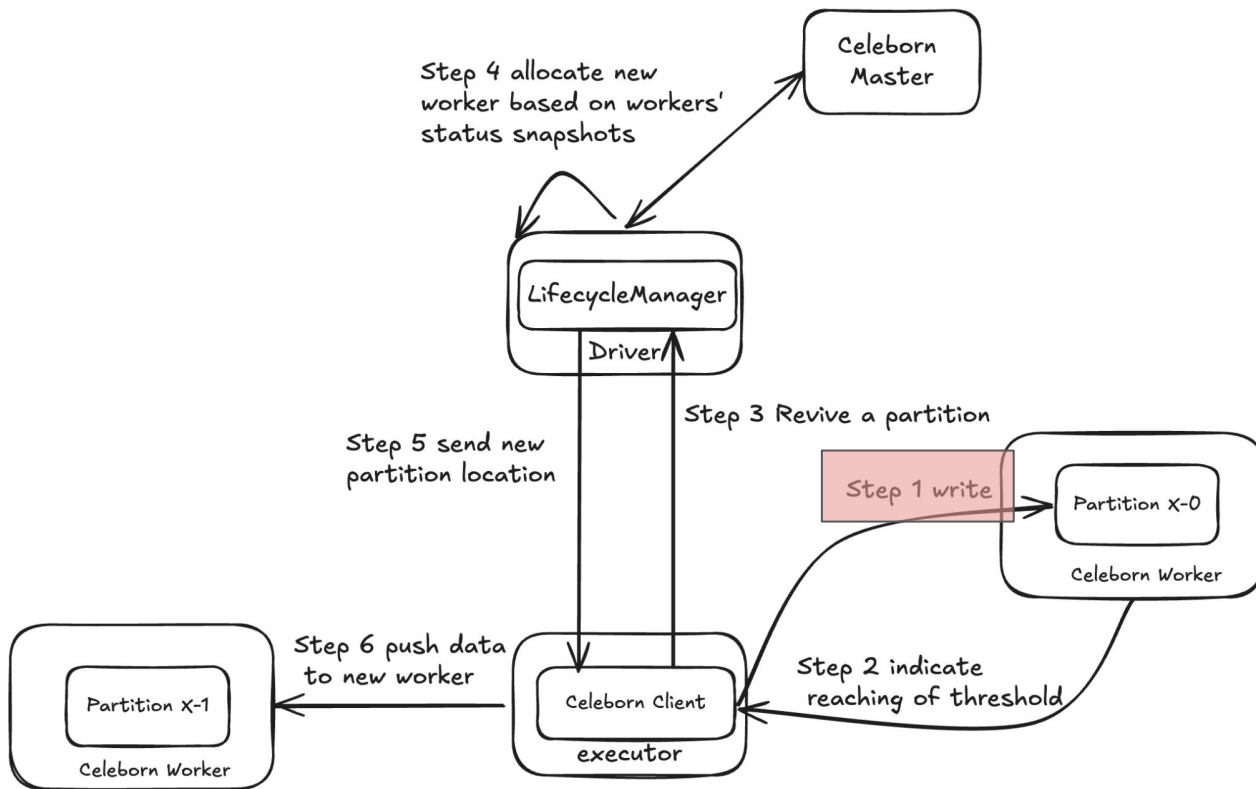 Celeborn
Master
Step 4 allocate new
worker based on workers'
status snapshots
LifecycleManager
Driver
Step 3 Revive a partition
Step 5 send new
partition location
Step 1 write
Partition X-0
Celeborn Worker
Step 6 push data
to new worker
Step 2 indicate
reaching of threshold
Partition X-1
Celeborn Worker
Celeborn Client
executor